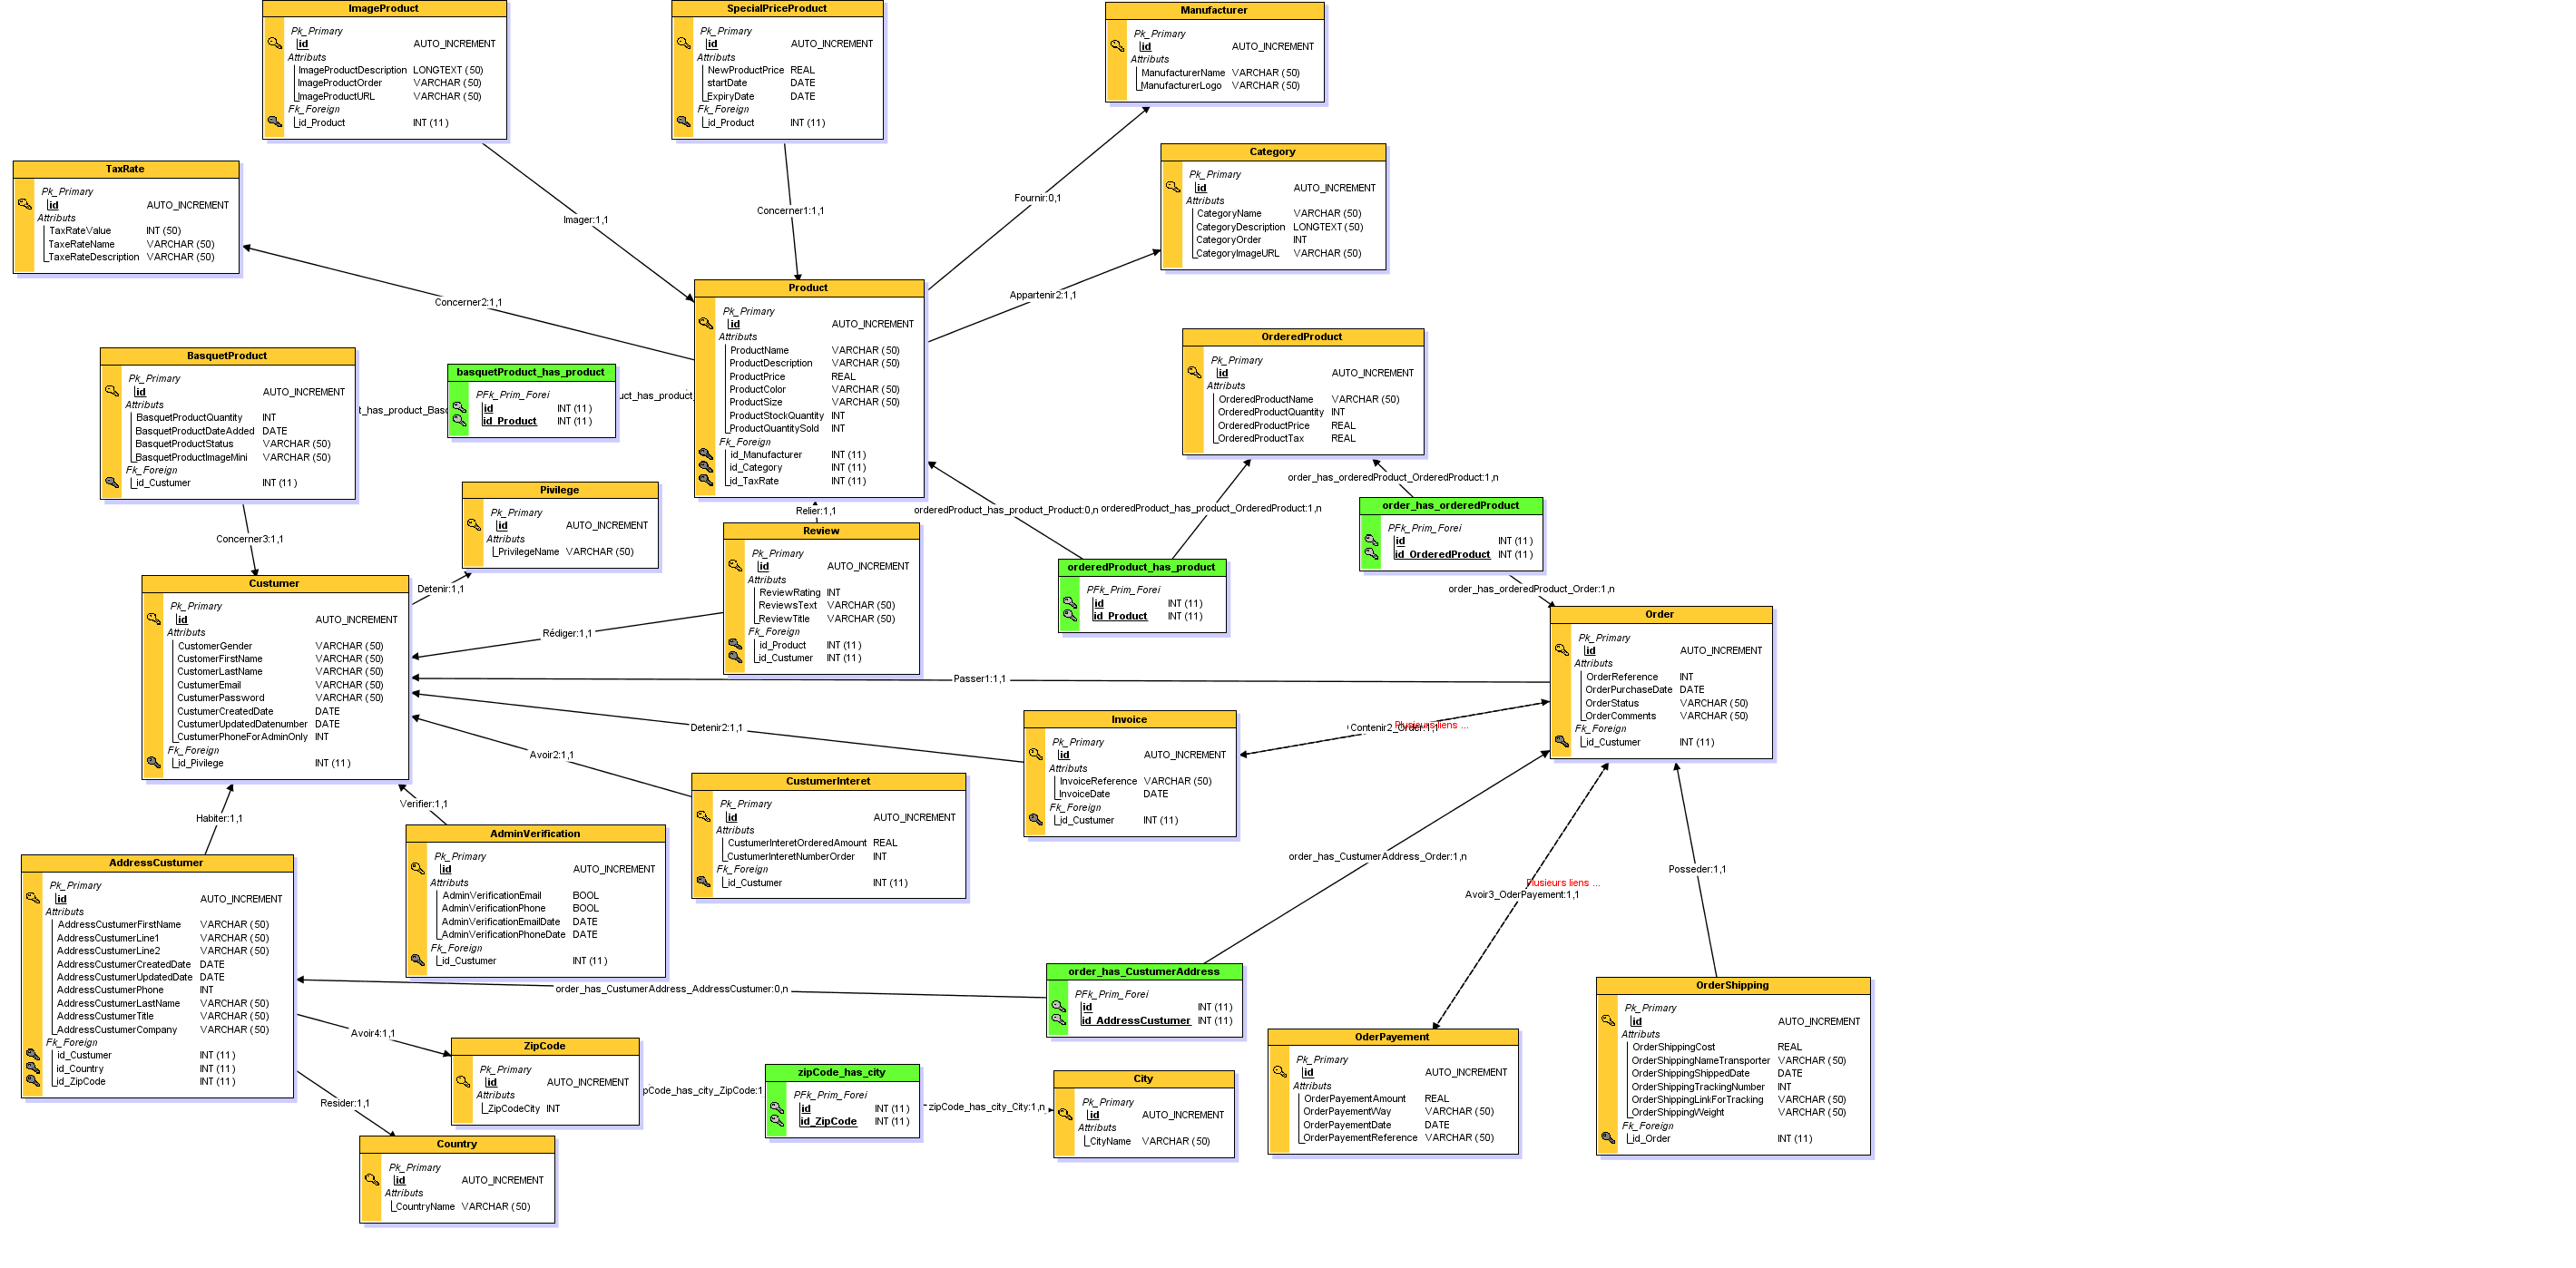 ImageProduct
Pk_Primary
id AUTO_INCREMENT
Attributs
ImageProductDescription LONGTEXT (50)
ImageProductOrder VARCHAR (50)
ImageProductURL VARCHAR (50)
Fk_Foreign
id_Product INT (11)
SpecialPriceProduct
Pk_Primary
id AUTO_INCREMENT
Attributs
NewProductPrice REAL
startDate DATE
ExpiryDate DATE
Fk_Foreign
id_Product INT (11)
Manufacturer
Pk_Primary
id AUTO_INCREMENT
Attributs
ManufacturerName VARCHAR (50)
ManufacturerLogo VARCHAR (50)
TaxRate
Pk_Primary
id AUTO_INCREMENT
Attributs
TaxRateValue INT (50)
TaxeRateName VARCHAR (50)
TaxeRateDescription VARCHAR (50)
Category
Pk_Primary
id AUTO_INCREMENT
Attributs
CategoryName VARCHAR (50)
CategoryDescription LONGTEXT (50)
CategoryOrder INT
CategoryImageURL VARCHAR (50)
Imager:1,1
Concerner1:1,1
Fournir:0,1
Concerner2:1,1
Appartenir2:1,1
Product
Pk_Primary
id AUTO_INCREMENT
Attributs
ProductName VARCHAR (50)
ProductDescription VARCHAR (50)
ProductPrice REAL
ProductColor VARCHAR (50)
ProductSize VARCHAR (50)
ProductStockQuantity INT
ProductQuantitySold INT
Fk_Foreign
id_Manufacturer INT (11)
id_Category INT (11)
id_TaxRate INT (11)
BasquetProduct
Pk_Primary
id AUTO_INCREMENT
Attributs
BasquetProductQuantity INT
BasquetProductDateAdded DATE
BasquetProductStatus VARCHAR (50)
BasquetProductImageMini VARCHAR (50)
Fk_Foreign
id_Custumer INT (11)
t_has_product_Basq
basquetProduct_has_product
PFk_Prim_Forei
id INT (11)
id_Product INT (11)
uct_has_product_
OrderedProduct
Pk_Primary
id AUTO_INCREMENT
Attributs
OrderedProductName VARCHAR (50)
OrderedProductQuantity INT
OrderedProductPrice REAL
OrderedProductTax REAL
order_has_orderedProduct_OrderedProduct:1,n
order_has_orderedProduct
PFk_Prim_Forei
id INT (11)
id_OrderedProduct INT (11)
order_has_orderedProduct_Order:1,n
Pivilege
Pk_Primary
id AUTO_INCREMENT
Attributs
PrivilegeName VARCHAR (50)
Relier:1,1
orderedProduct_has_product_Product:0,n
orderedProduct_has_product_OrderedProduct:1,n
Review
Pk_Primary
id AUTO_INCREMENT
Attributs
ReviewRating INT
ReviewsText VARCHAR (50)
ReviewTitle VARCHAR (50)
Fk_Foreign
id_Product INT (11)
id_Custumer INT (11)
orderedProduct_has_product
PFk_Prim_Forei
id INT (11)
id_Product INT (11)
Concerner3:1,1
Detenir:1,1
Custumer
Pk_Primary
id AUTO_INCREMENT
Attributs
CustomerGender VARCHAR (50)
CustomerFirstName VARCHAR (50)
CustomerLastName VARCHAR (50)
CustumerEmail VARCHAR (50)
CustumerPassword VARCHAR (50)
CustumerCreatedDate DATE
CustumerUpdatedDatenumber DATE
CustumerPhoneForAdminOnly INT
Fk_Foreign
id_Pivilege INT (11)
Rédiger:1,1
Passer1:1,1
Detenir2:1,1
Avoir2:1,1
Order
Pk_Primary
id AUTO_INCREMENT
Attributs
OrderReference INT
OrderPurchaseDate DATE
OrderStatus VARCHAR (50)
OrderComments VARCHAR (50)
Fk_Foreign
id_Custumer INT (11)
Invoice
Pk_Primary
id AUTO_INCREMENT
Attributs
InvoiceReference VARCHAR (50)
InvoiceDate DATE
Fk_Foreign
id_Custumer INT (11)
Plusieurs liens ...
Contenir2_Order:1,1
CustumerInteret
Pk_Primary
id AUTO_INCREMENT
Attributs
CustumerInteretOrderedAmount REAL
CustumerInteretNumberOrder INT
Fk_Foreign
id_Custumer INT (11)
Habiter:1,1
Verifier:1,1
AdminVerification
Pk_Primary
id AUTO_INCREMENT
Attributs
AdminVerificationEmail BOOL
AdminVerificationPhone BOOL
AdminVerificationEmailDate DATE
AdminVerificationPhoneDate DATE
Fk_Foreign
id_Custumer INT (11)
AddressCustumer
Pk_Primary
id AUTO_INCREMENT
Attributs
AddressCustumerFirstName VARCHAR (50)
AddressCustumerLine1 VARCHAR (50)
AddressCustumerLine2 VARCHAR (50)
AddressCustumerCreatedDate DATE
AddressCustumerUpdatedDate DATE
AddressCustumerPhone INT
AddressCustumerLastName VARCHAR (50)
AddressCustumerTitle VARCHAR (50)
AddressCustumerCompany VARCHAR (50)
Fk_Foreign
id_Custumer INT (11)
id_Country INT (11)
id_ZipCode INT (11)
order_has_CustumerAddress_Order:1,n
Plusieurs liens ...
Avoir3_OderPayement:1,1
Posseder:1,1
order_has_CustumerAddress_AddressCustumer:0,n
order_has_CustumerAddress
PFk_Prim_Forei
id INT (11)
id_AddressCustumer INT (11)
Avoir4:1,1
Resider:1,1
ZipCode
Pk_Primary
id AUTO_INCREMENT
Attributs
ZipCodeCity INT
pCode_has_city_ZipCode:1
zipCode_has_city
PFk_Prim_Forei
id INT (11)
id_ZipCode INT (11)
zipCode_has_city_City:1,n
City
Pk_Primary
id AUTO_INCREMENT
Attributs
CityName VARCHAR (50)
OderPayement
Pk_Primary
id AUTO_INCREMENT
Attributs
OrderPayementAmount REAL
OrderPayementWay VARCHAR (50)
OrderPayementDate DATE
OrderPayementReference VARCHAR (50)
OrderShipping
Pk_Primary
id AUTO_INCREMENT
Attributs
OrderShippingCost REAL
OrderShippingNameTransporter VARCHAR (50)
OrderShippingShippedDate DATE
OrderShippingTrackingNumber INT
OrderShippingLinkForTracking VARCHAR (50)
OrderShippingWeight VARCHAR (50)
Fk_Foreign
id_Order INT (11)
Country
Pk_Primary
id AUTO_INCREMENT
Attributs
CountryName VARCHAR (50)